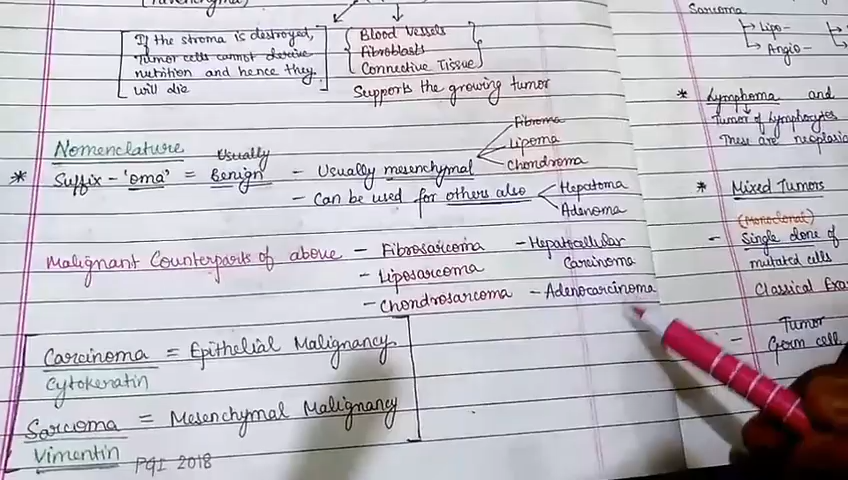 If the stroma is destroyed,
Tumor cells cannot derive
nutrition and hence they
will die
Blood Vessels
Fibroblasts
Connective Tissue
Supports the growing tumor
Nomenclature
* Suffix - 'oma' = Usually Benign - Usually mesenchymal
Fibroma
Lipoma
Chondroma
- Can be used for others also
Hepatoma
Adenoma
Malignant Counterparts of above - Fibrosarcoma - Hepatocellular
Carcinoma
- Liposarcoma
- Chondrosarcoma - Adenocarcinoma
Carcinoma = Epithelial Malignancy
Cytokeratin
Sarcoma = Mesenchymal Malignancy
Vimentin PGI 2018
Sarcoma
Lipo-
Angio-
* Lymphoma and
Tumor of lymphocytes
These are neoplasi
* Mixed Tumors
(Monoclonal)
- Single clone of
mutated cells
Classical Exa
- Tumor
Germ cell